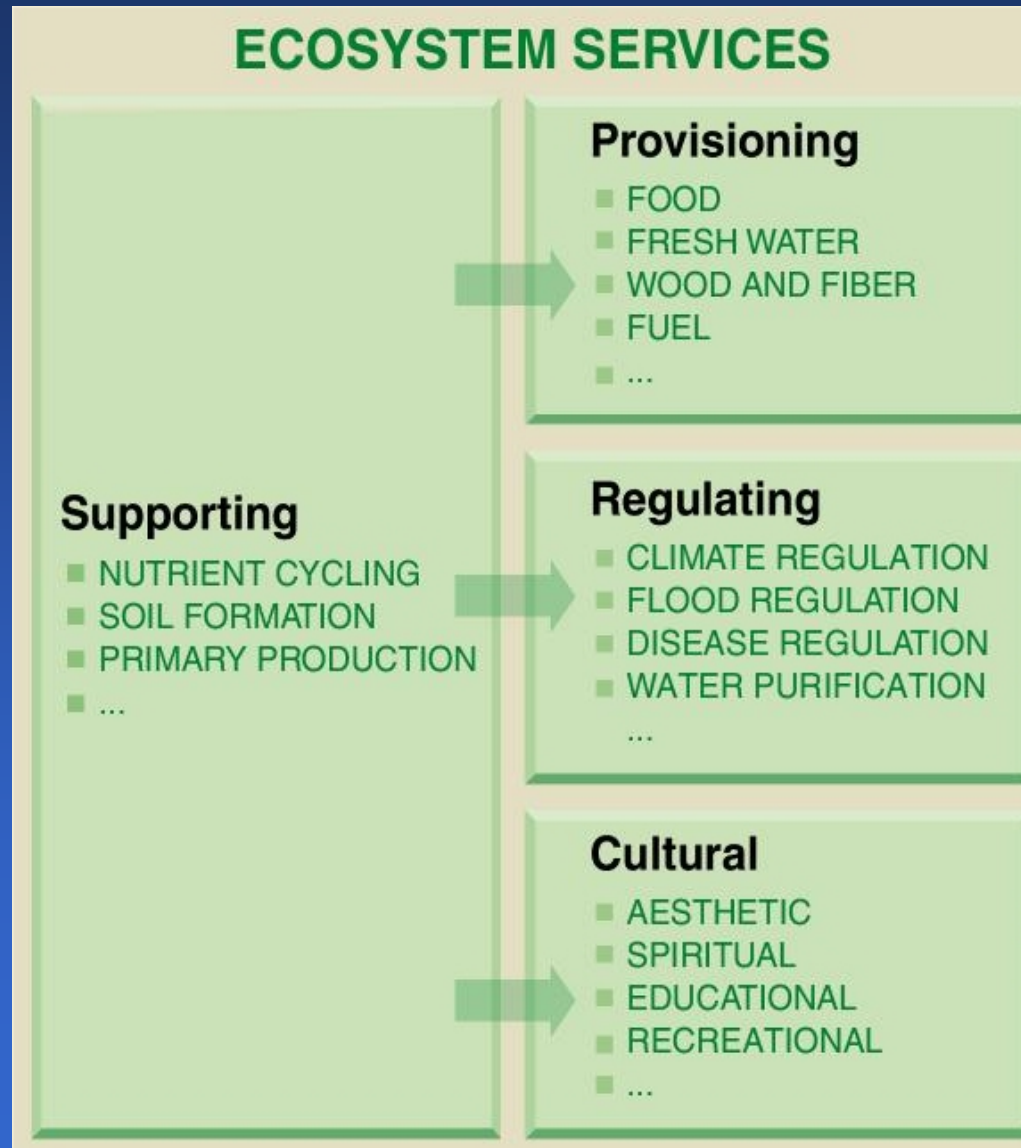 ECOSYSTEM SERVICES
Supporting
NUTRIENT CYCLING
SOIL FORMATION
PRIMARY PRODUCTION
...
Provisioning
FOOD
FRESH WATER
WOOD AND FIBER
FUEL
...
Regulating
CLIMATE REGULATION
FLOOD REGULATION
DISEASE REGULATION
WATER PURIFICATION
...
Cultural
AESTHETIC
SPIRITUAL
EDUCATIONAL
RECREATIONAL
...